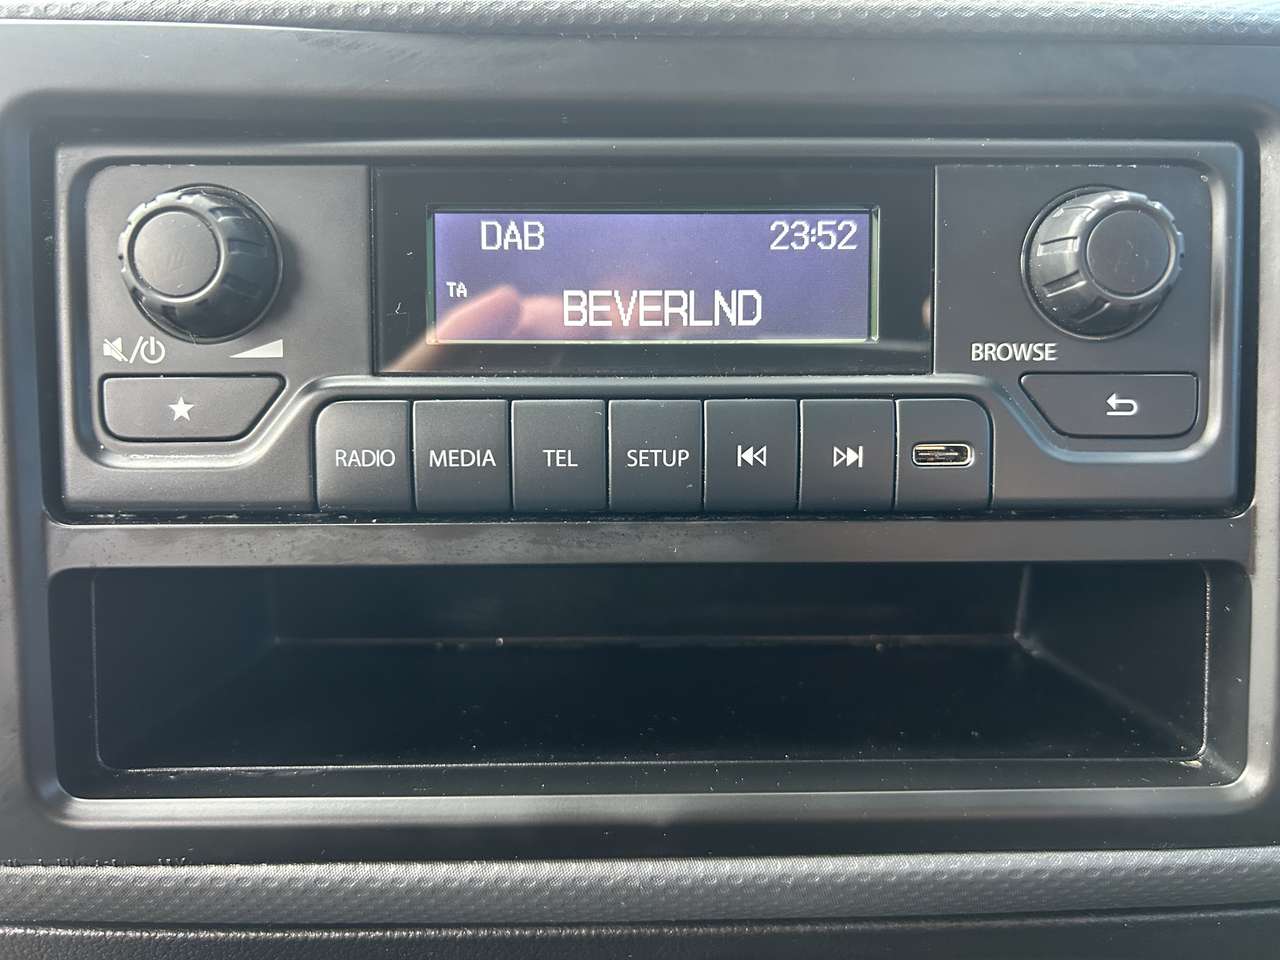 DAB 23:52
TA
BEVERLND
BROWSE
RADIO MEDIA TEL SETUP